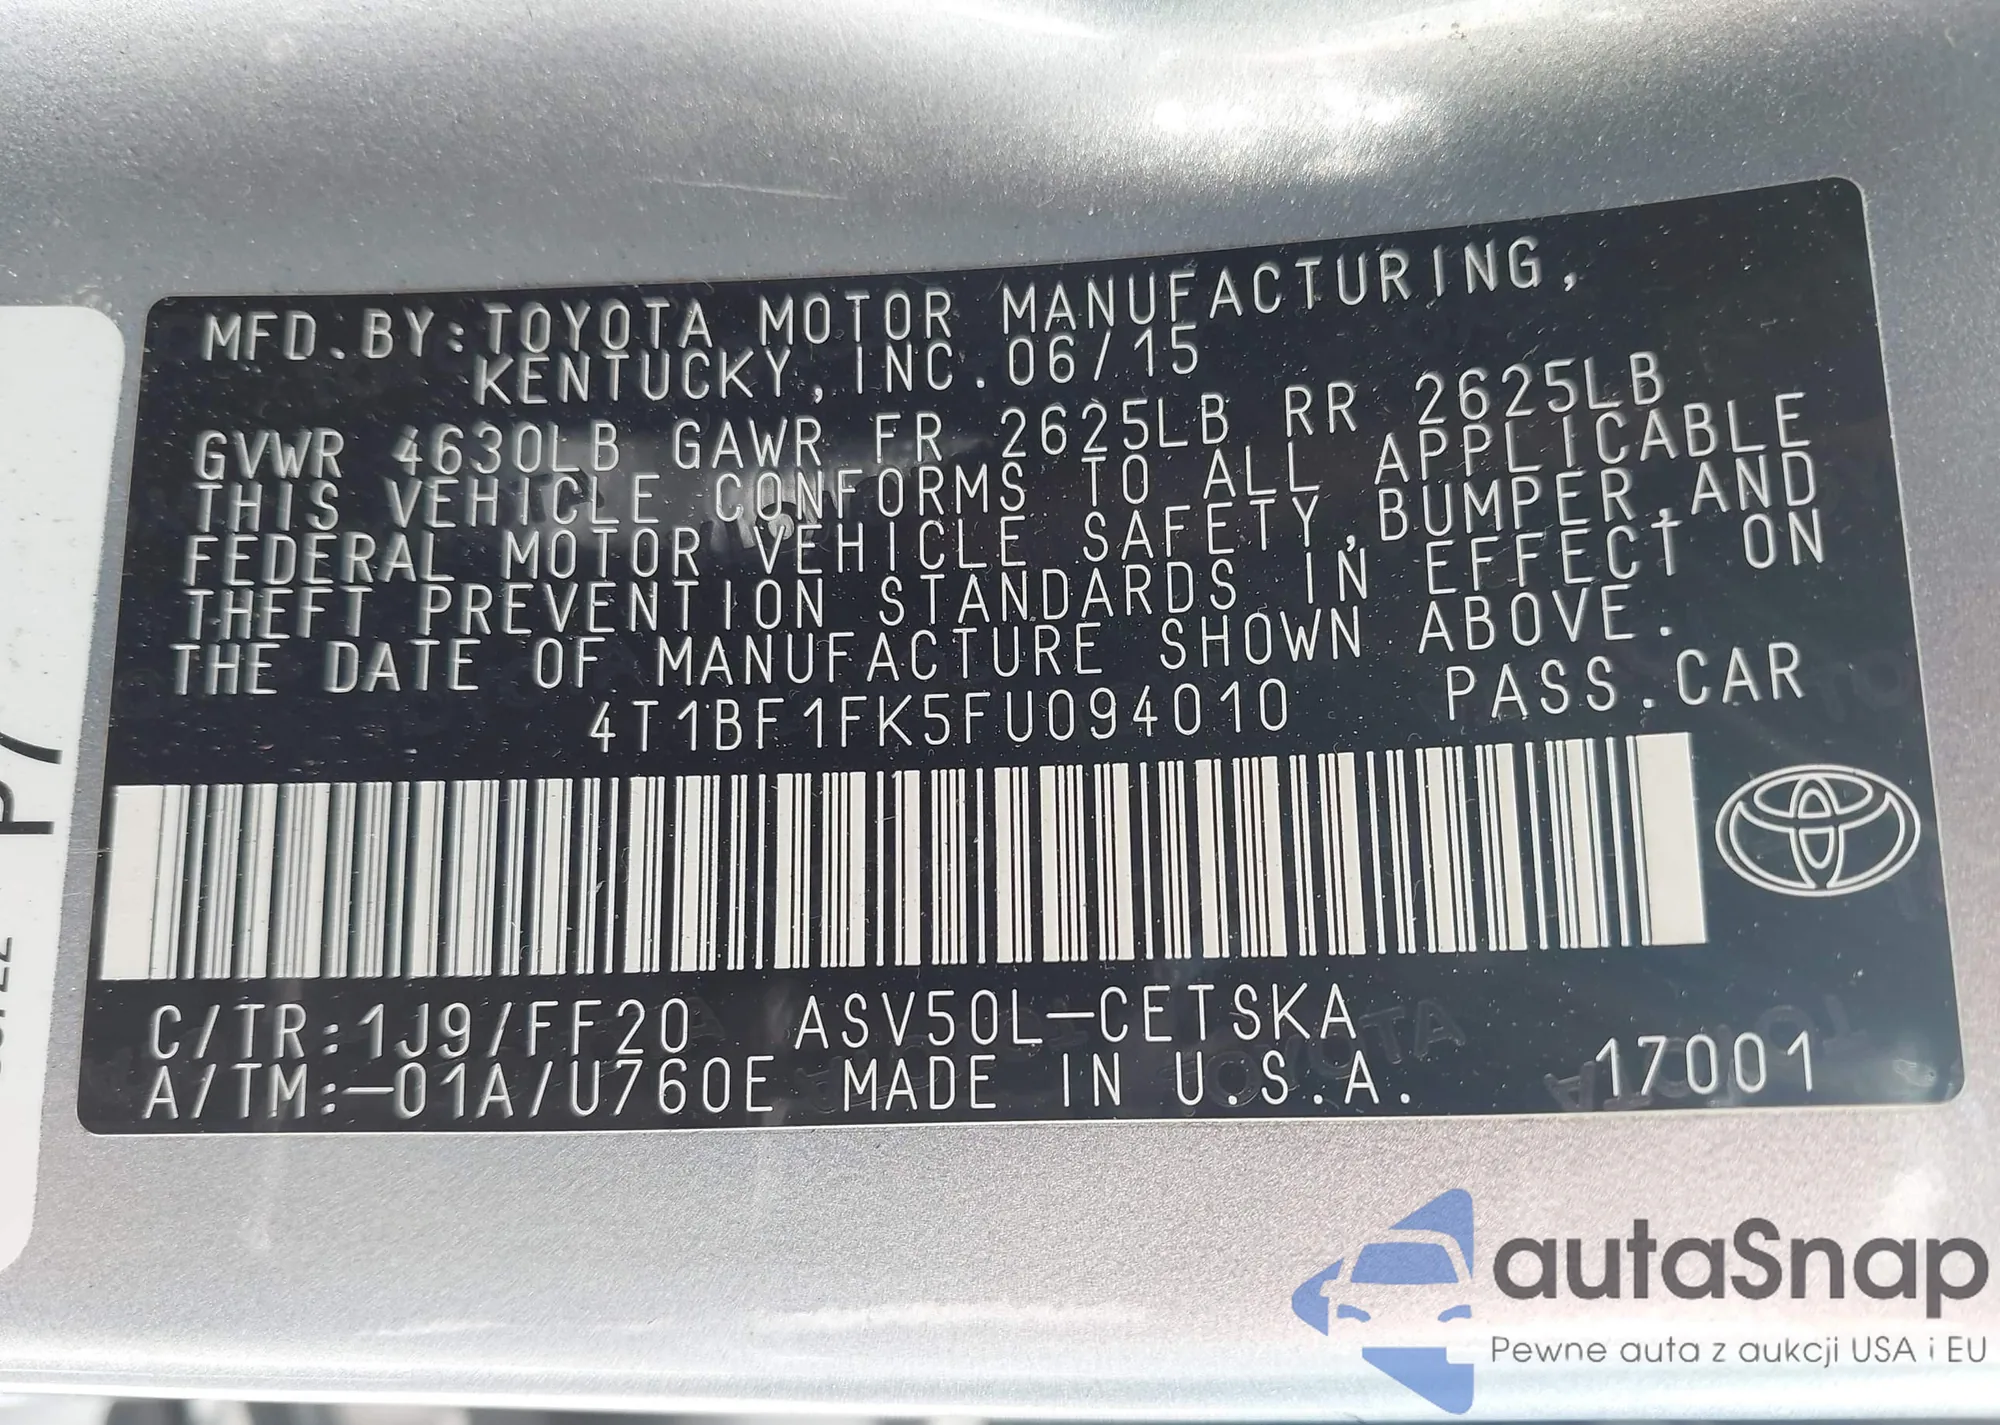 MFD.BY:TOYOTA MOTOR MANUFACTURING,
KENTUCKY,INC.06/15
GVWR 4630LB GAWR FR 2625LB RR 2625LB
THIS VEHICLE CONFORMS TO ALL APPLICABLE
FEDERAL MOTOR VEHICLE SAFETY,BUMPER,AND
THEFT PREVENTION STANDARDS IN EFFECT ON
THE DATE OF MANUFACTURE SHOWN ABOVE.
4T1BF1FK5FU094010 PASS.CAR
C/TR:1J9/FF20 ASV50L-CETSKA
A/TM:-01A/U760E MADE IN U.S.A. 17001
autaSnap
Pewne auta z aukcji USA i EU